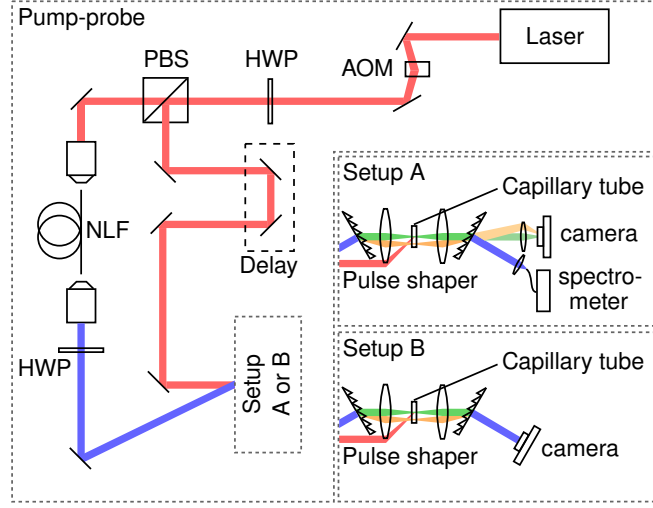 Pump-probe
Laser
PBS
HWP
AOM
NLF
Delay
HWP
Setup
A or B
Setup A
Capillary tube
camera
Pulse shaper
spectro-
meter
Setup B
Capillary tube
Pulse shaper
camera